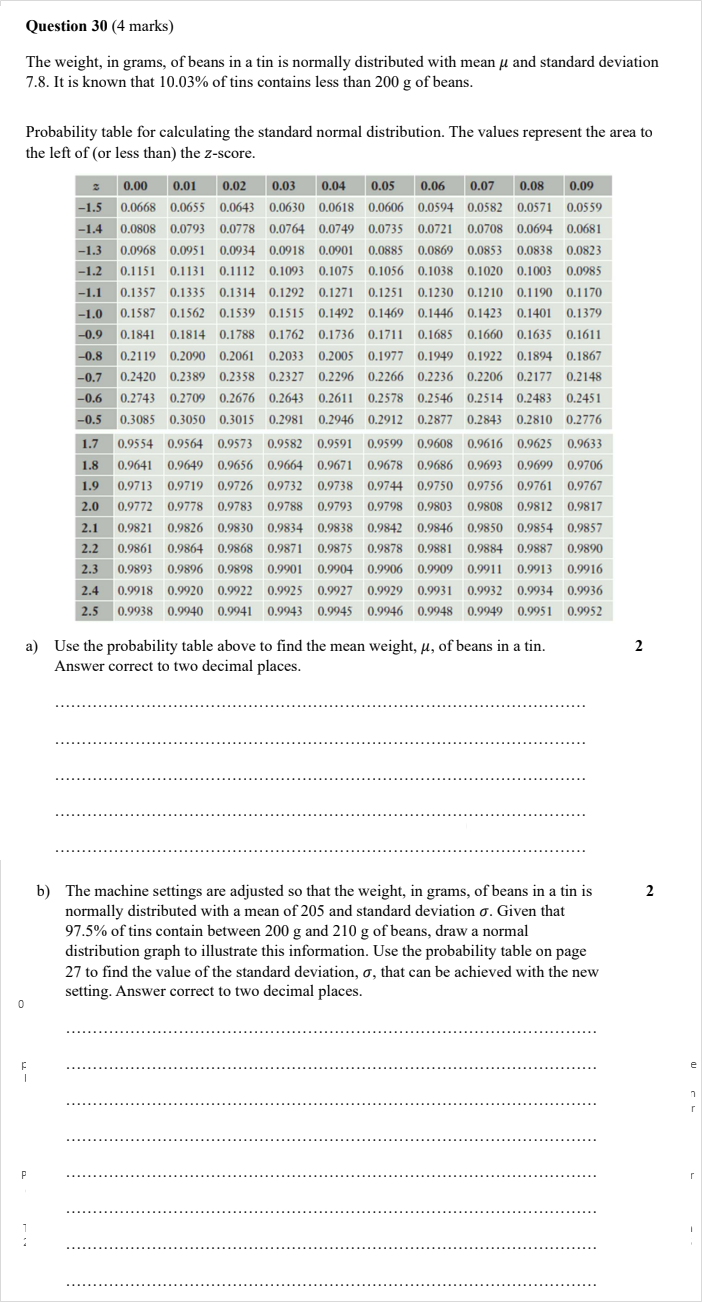 Question 30 (4 marks)
The weight, in grams, of beans in a tin is normally distributed with mean μ and standard deviation
7.8. It is known that 10.03% of tins contains less than 200 g of beans.
Probability table for calculating the standard normal distribution. The values represent the area to
the left of (or less than) the z-score.
z 0.00 0.01 0.02 0.03 0.04 0.05 0.06 0.07 0.08 0.09
−1.5 0.0668 0.0655 0.0643 0.0630 0.0618 0.0606 0.0594 0.0582 0.0571 0.0559
−1.4 0.0808 0.0793 0.0778 0.0764 0.0749 0.0735 0.0721 0.0708 0.0694 0.0681
−1.3 0.0968 0.0951 0.0934 0.0918 0.0901 0.0885 0.0869 0.0853 0.0838 0.0823
−1.2 0.1151 0.1131 0.1112 0.1093 0.1075 0.1056 0.1038 0.1020 0.1003 0.0985
−1.1 0.1357 0.1335 0.1314 0.1292 0.1271 0.1251 0.1230 0.1210 0.1190 0.1170
−1.0 0.1587 0.1562 0.1539 0.1515 0.1492 0.1469 0.1446 0.1423 0.1401 0.1379
−0.9 0.1841 0.1814 0.1788 0.1762 0.1736 0.1711 0.1685 0.1660 0.1635 0.1611
−0.8 0.2119 0.2090 0.2061 0.2033 0.2005 0.1977 0.1949 0.1922 0.1894 0.1867
−0.7 0.2420 0.2389 0.2358 0.2327 0.2296 0.2266 0.2236 0.2206 0.2177 0.2148
−0.6 0.2743 0.2709 0.2676 0.2643 0.2611 0.2578 0.2546 0.2514 0.2483 0.2451
−0.5 0.3085 0.3050 0.3015 0.2981 0.2946 0.2912 0.2877 0.2843 0.2810 0.2776
1.7 0.9554 0.9564 0.9573 0.9582 0.9591 0.9599 0.9608 0.9616 0.9625 0.9633
1.8 0.9641 0.9649 0.9656 0.9664 0.9671 0.9678 0.9686 0.9693 0.9699 0.9706
1.9 0.9713 0.9719 0.9726 0.9732 0.9738 0.9744 0.9750 0.9756 0.9761 0.9767
2.0 0.9772 0.9778 0.9783 0.9788 0.9793 0.9798 0.9803 0.9808 0.9812 0.9817
2.1 0.9821 0.9826 0.9830 0.9834 0.9838 0.9842 0.9846 0.9850 0.9854 0.9857
2.2 0.9861 0.9864 0.9868 0.9871 0.9875 0.9878 0.9881 0.9884 0.9887 0.9890
2.3 0.9893 0.9896 0.9898 0.9901 0.9904 0.9906 0.9909 0.9911 0.9913 0.9916
2.4 0.9918 0.9920 0.9922 0.9925 0.9927 0.9929 0.9931 0.9932 0.9934 0.9936
2.5 0.9938 0.9940 0.9941 0.9943 0.9945 0.9946 0.9948 0.9949 0.9951 0.9952
a) Use the probability table above to find the mean weight, μ, of beans in a tin. 2
Answer correct to two decimal places.
b) The machine settings are adjusted so that the weight, in grams, of beans in a tin is 2
normally distributed with a mean of 205 and standard deviation σ. Given that
97.5% of tins contain between 200 g and 210 g of beans, draw a normal
distribution graph to illustrate this information. Use the probability table on page
27 to find the value of the standard deviation, σ, that can be achieved with the new
setting. Answer correct to two decimal places.